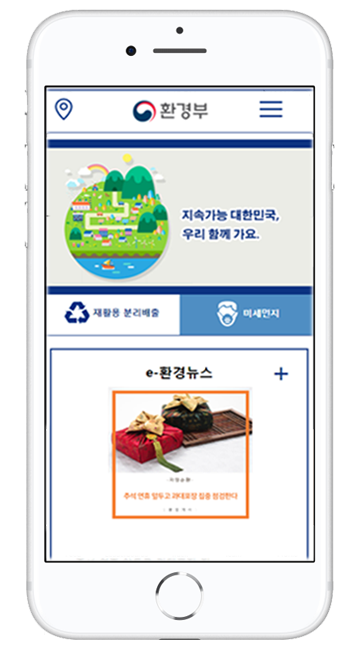 환경부
지속가능 대한민국,
우리 함께 가요.
재활용 분리배출
미세먼지
e-환경뉴스
추석 연휴 앞두고 과대포장 집중 점검한다